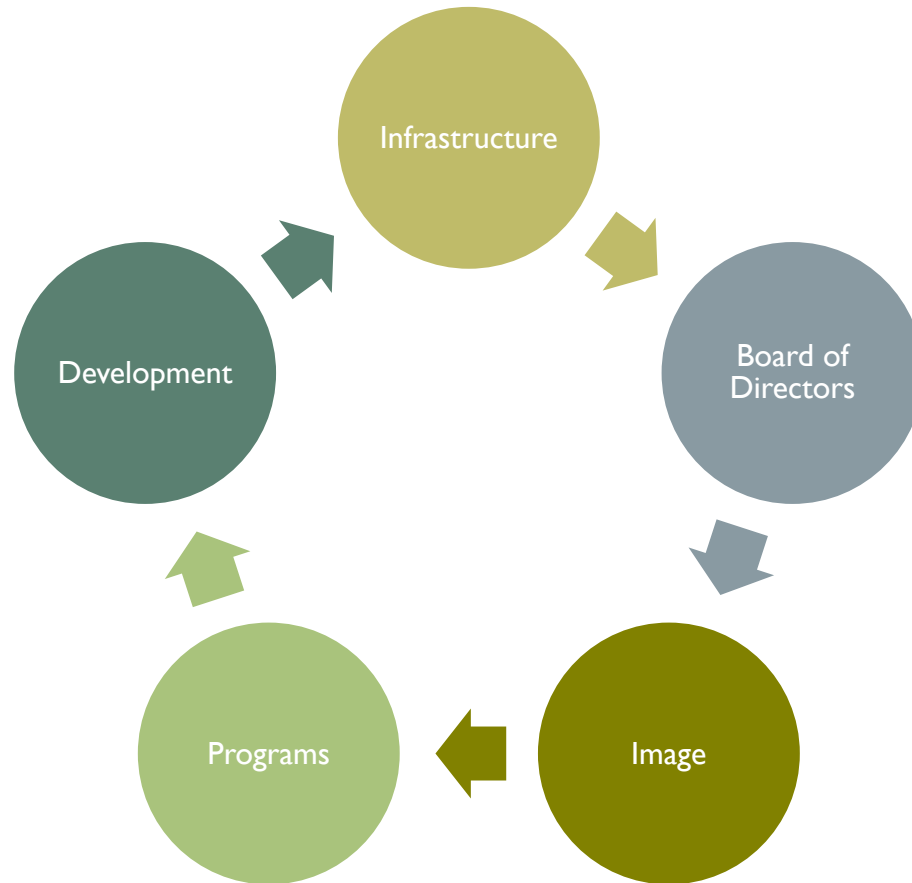 Infrastructure
Board of
Directors
Image
Programs
Development